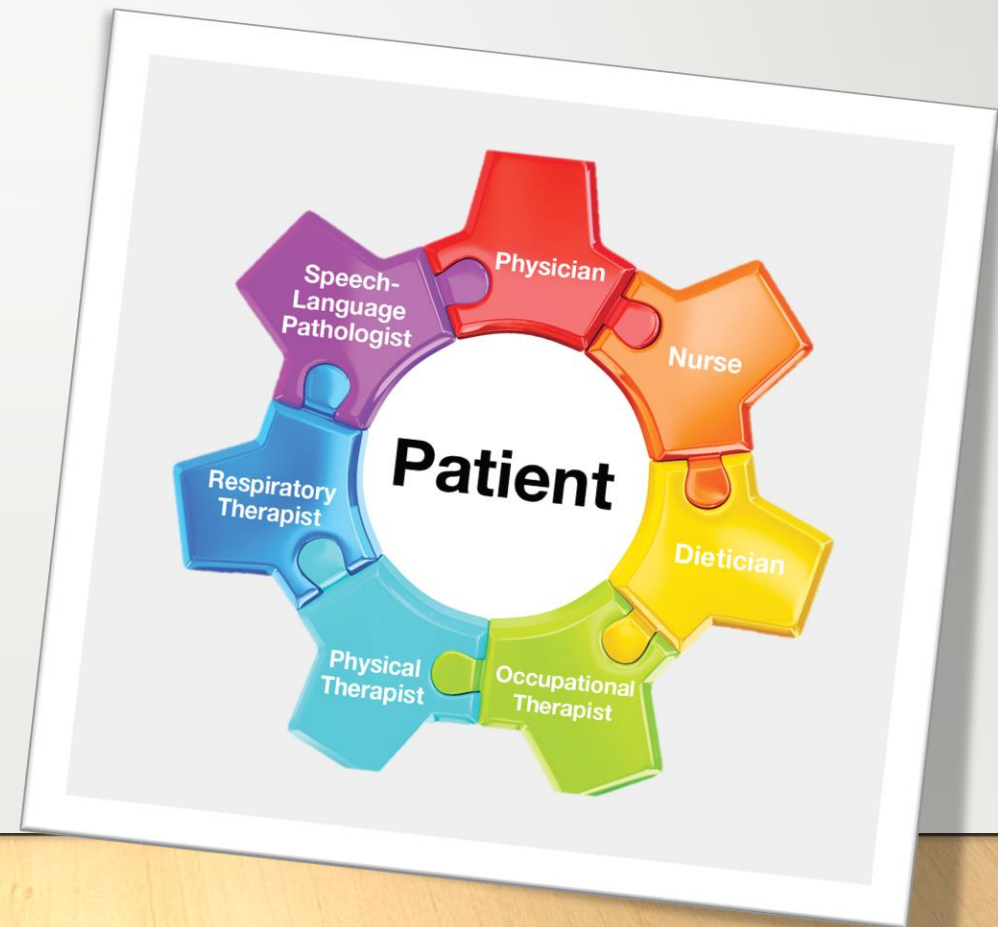 Physician
Nurse
Dietician
Occupational
Therapist
Physical
Therapist
Respiratory
Therapist
Speech-
Language
Pathologist
Patient